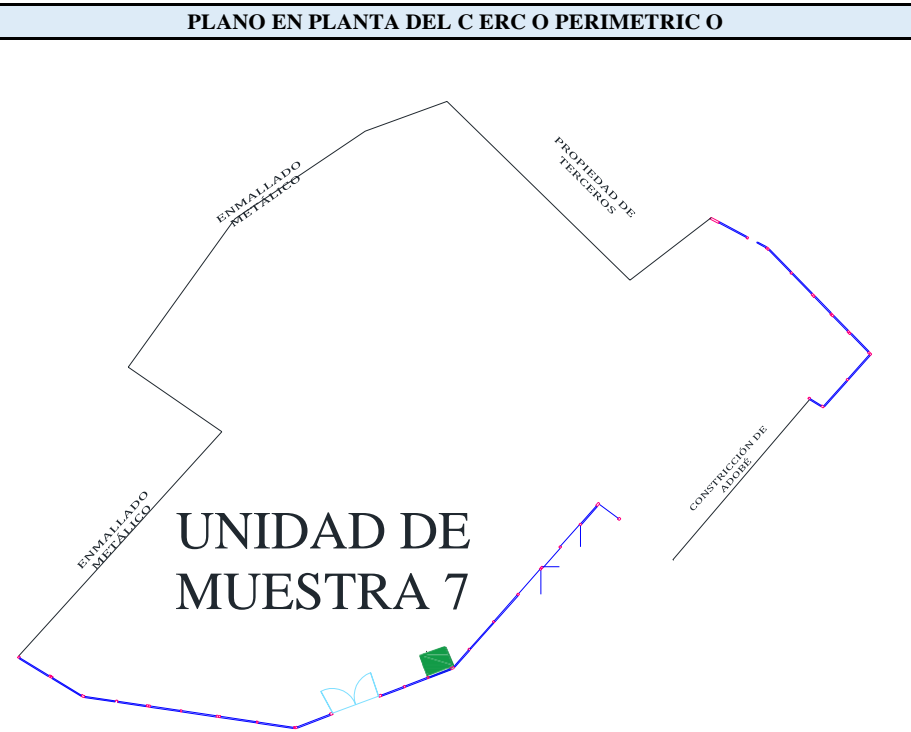 PLANO EN PLANTA DEL C ERC O PERIMETRIC O
PROPIEDAD DE
TERCEROS
ENMALLADO
METÁLICO
CONSTRICCIÓN DE
ADOBÉ
ENMALLADO
METÁLICO
UNIDAD DE
MUESTRA 7